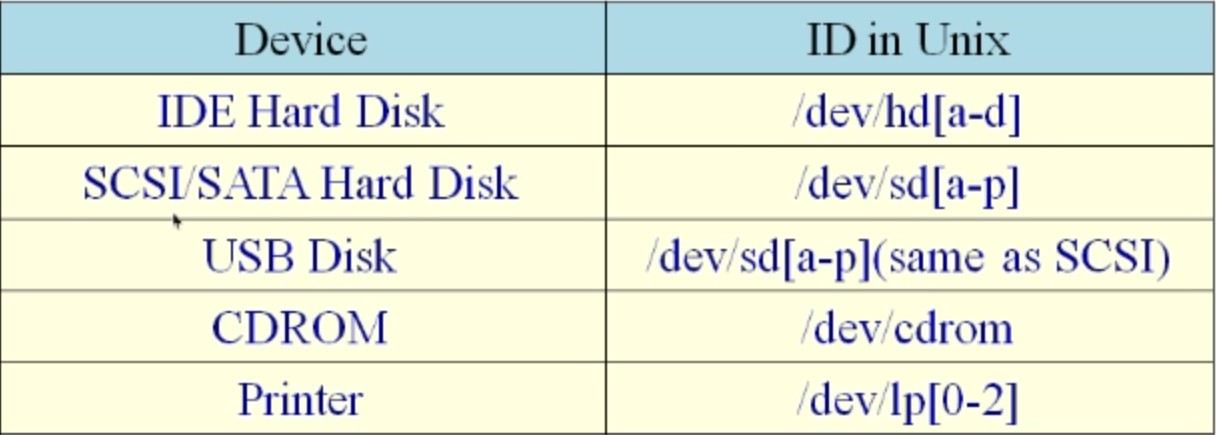 Device ID in Unix
IDE Hard Disk /dev/hd[a-d]
SCSI/SATA Hard Disk /dev/sd[a-p]
USB Disk /dev/sd[a-p](same as SCSI)
CDROM /dev/cdrom
Printer /dev/lp[0-2]